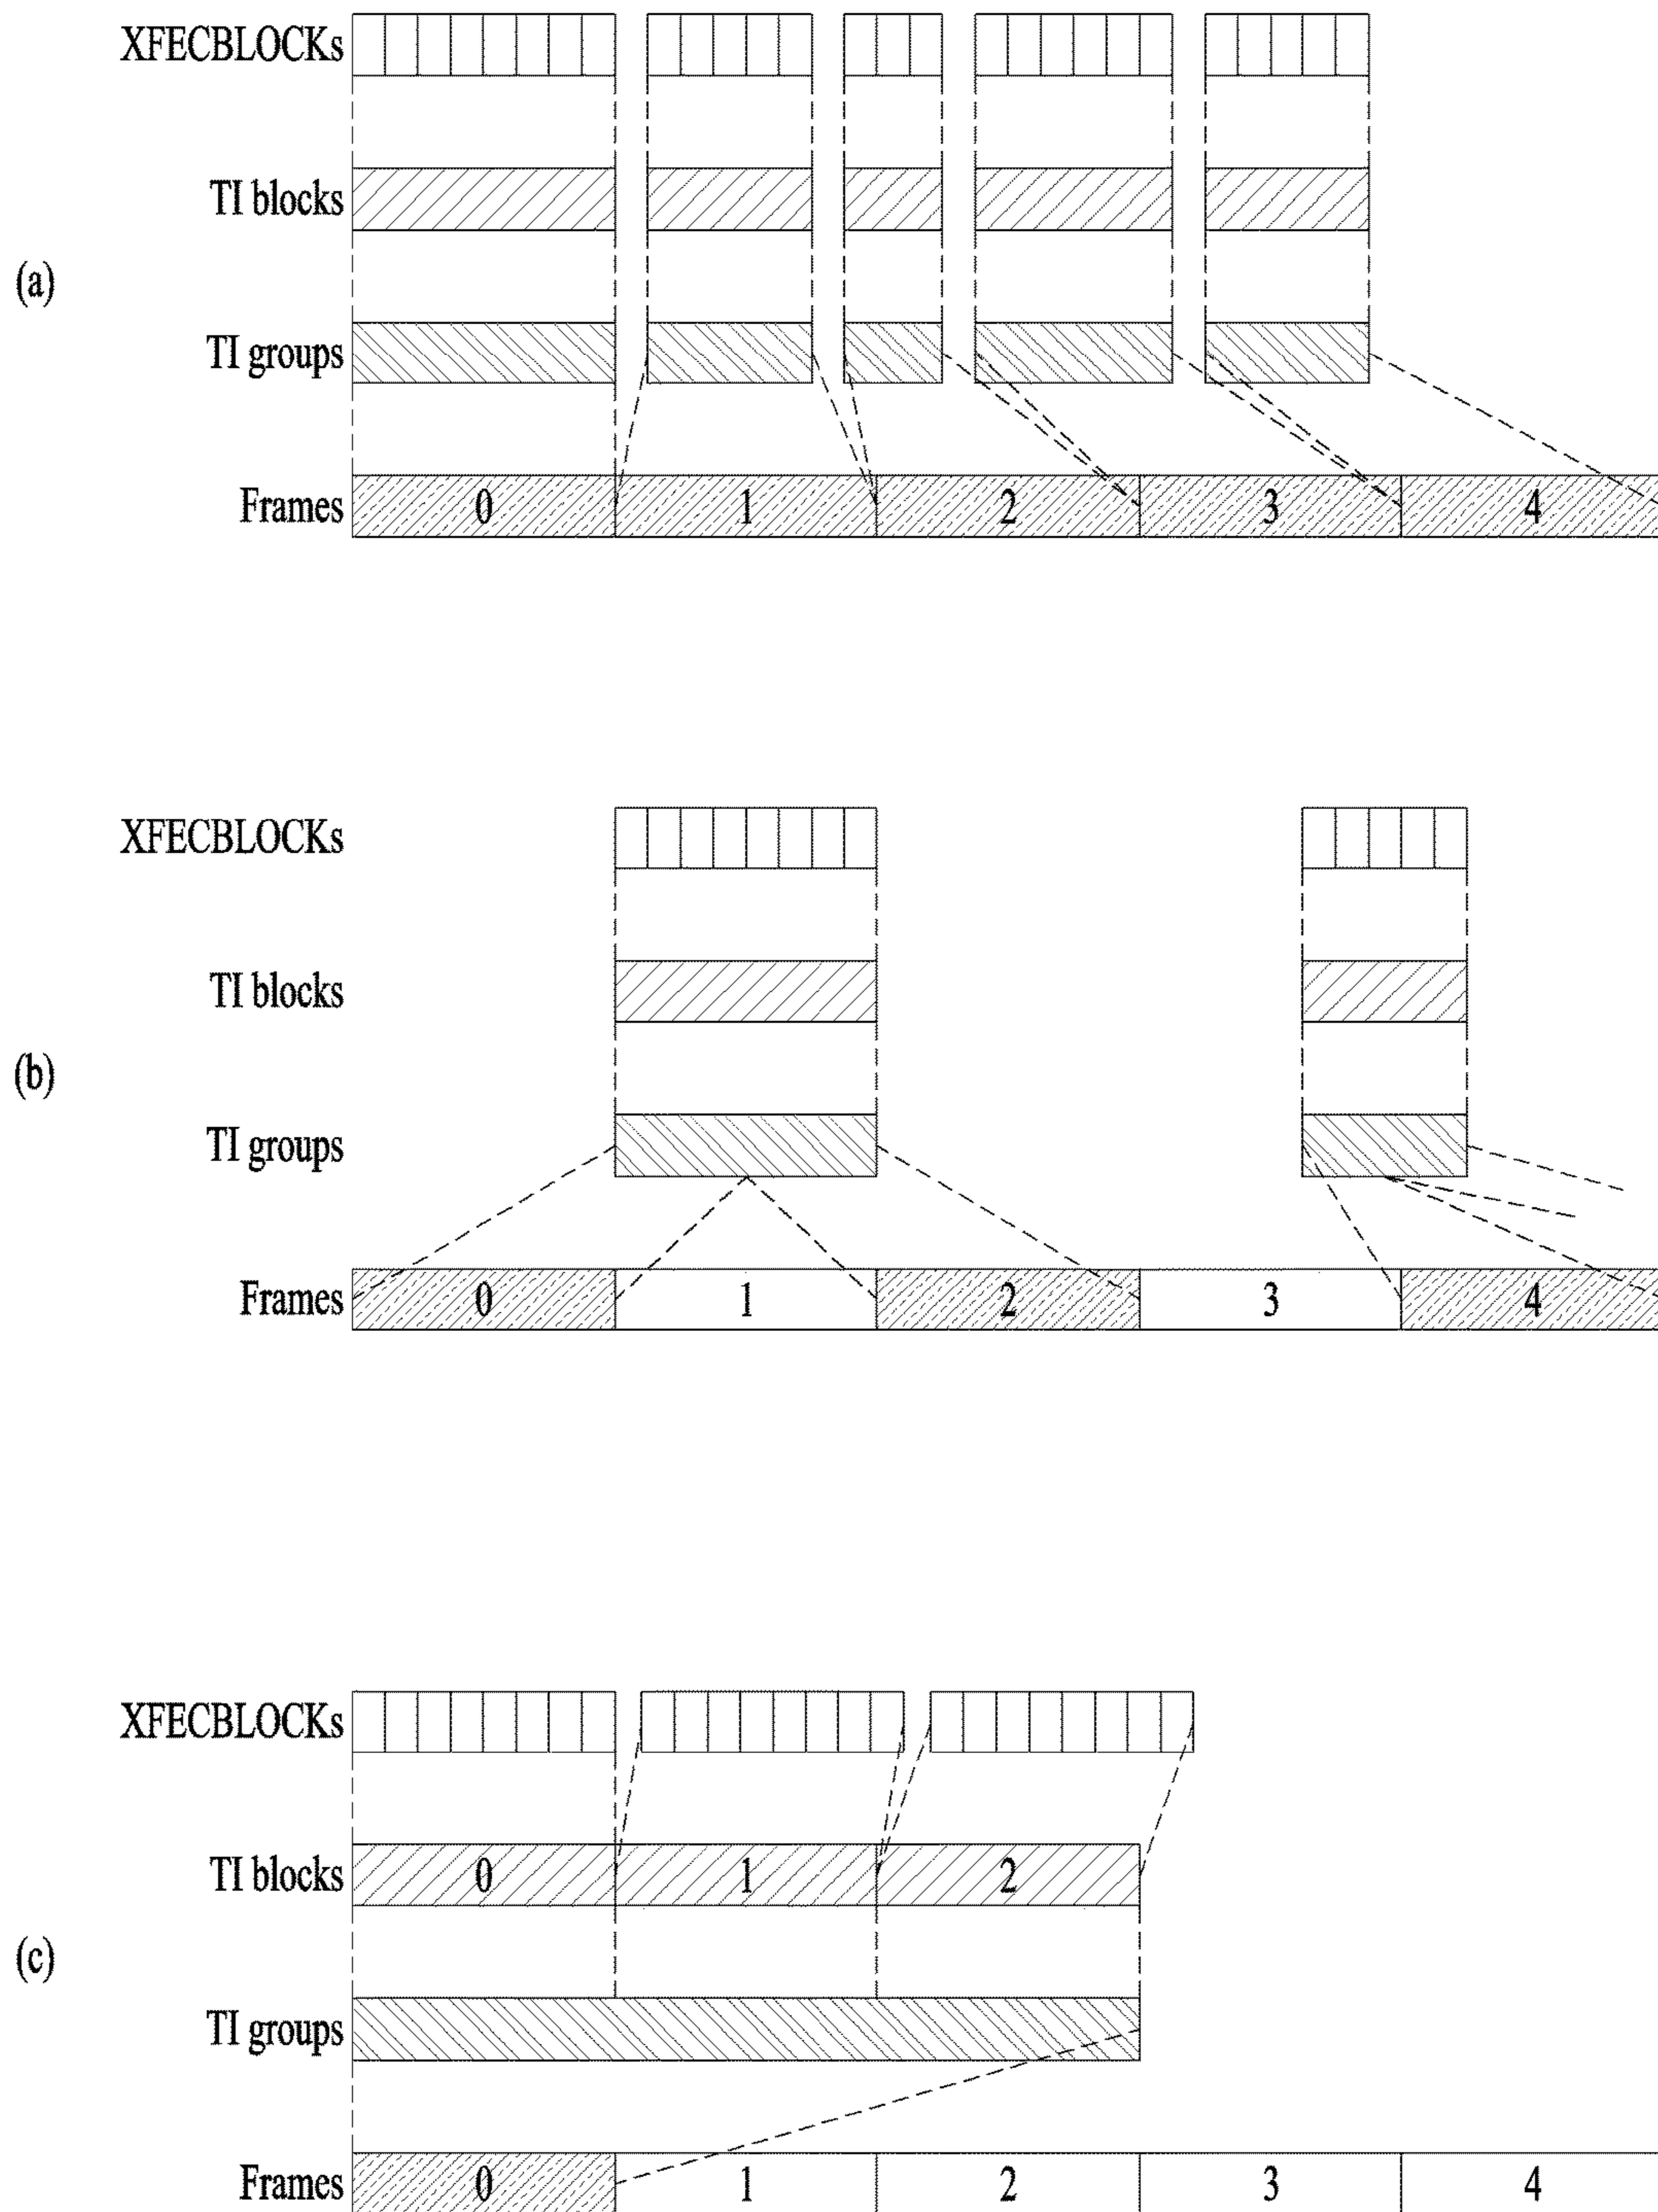 XFECBLOCKs
TI blocks
(a)
TI groups
Frames 0 1 2 3 4
XFECBLOCKs
TI blocks
(b)
TI groups
Frames 0 1 2 3 4
XFECBLOCKs
TI blocks 0 1 2
(c)
TI groups
Frames 0 1 2 3 4